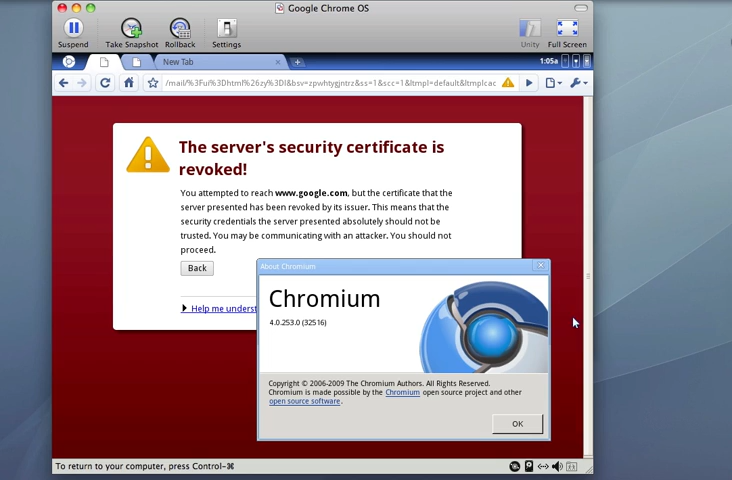 Google Chrome OS
Suspend
Take Snapshot
Rollback
Settings
Unity
Full Screen
New Tab
1:05a
/mail/%3Fui%3Dhtml%26zy%3Dl&bsv=zpwhtygjntrz&ss=1&scc=1&ltmpl=default&ltmplcac
The server's security certificate is
revoked!
You attempted to reach www.google.com, but the certificate that the
server presented has been revoked by its issuer. This means that the
security credentials the server presented absolutely should not be
trusted. You may be communicating with an attacker. You should not
proceed.
Back
Help me underst
About Chromium
Chromium
4.0.253.0 (32516)
Copyright © 2006-2009 The Chromium Authors. All Rights Reserved.
Chromium is made possible by the Chromium open source project and other
open source software.
OK
To return to your computer, press Control-⌘